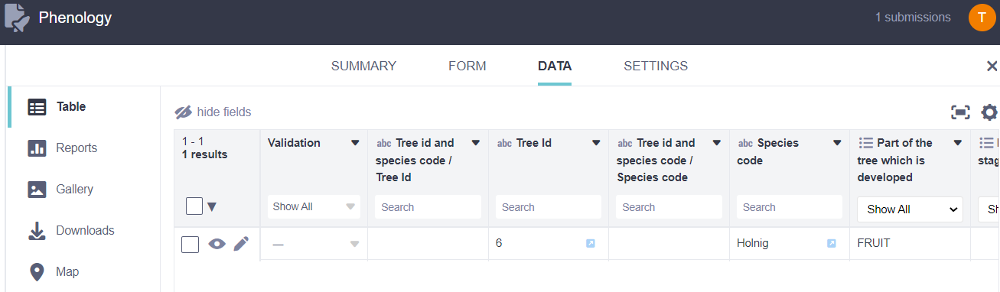 Phenology
1 submissions
T
SUMMARY FORM DATA SETTINGS
Table
Reports
Gallery
Downloads
Map
hide fields
1 - 1
1 results
Validation
Show All
abc Tree id and
species code /
Tree Id
Search
abc Tree Id
Search
abc Tree id and
species code /
Species code
Search
abc Species
code
Search
Part of the
tree which is
developed
Show All
stag
Sh
— 6 Holnig FRUIT